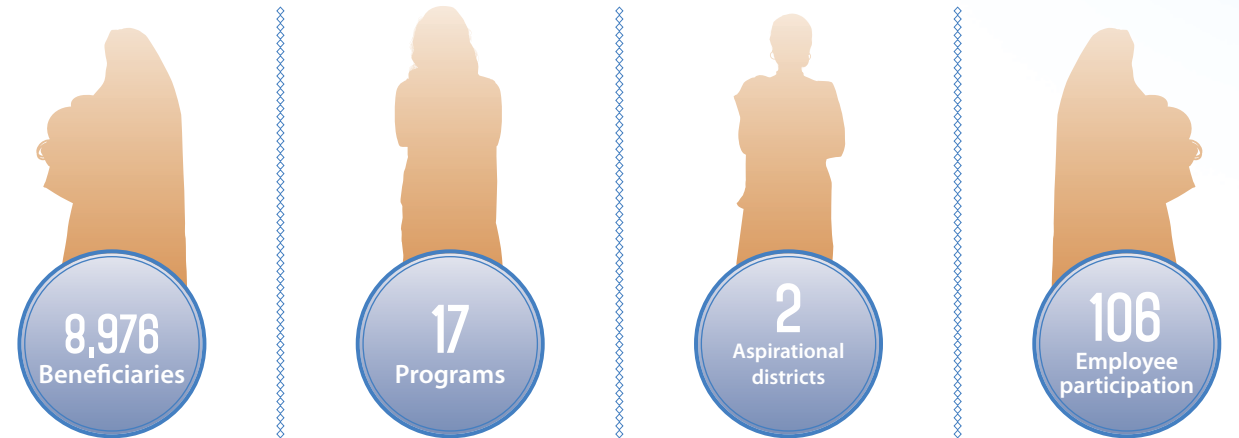 8,976
Beneficiaries
17
Programs
2
Aspirational
districts
106
Employee
participation